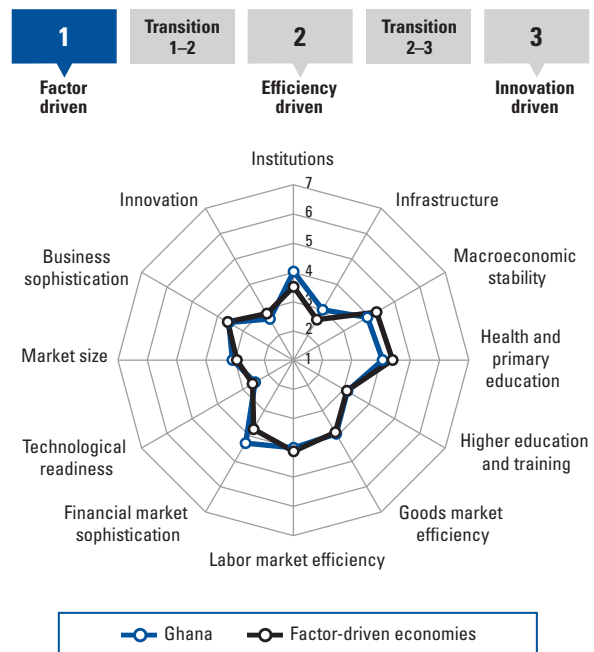 1
Transition
1–2
2
Transition
2–3
3
Factor
driven
Efficiency
driven
Innovation
driven
Institutions
Innovation
7
Infrastructure
6
Business
sophistication
5
Macroeconomic
stability
4
3
Market size
2
1
Health and
primary
education
Technological
readiness
Higher education
and training
Financial market
sophistication
Goods market
efficiency
Labor market efficiency
Ghana
Factor-driven economies